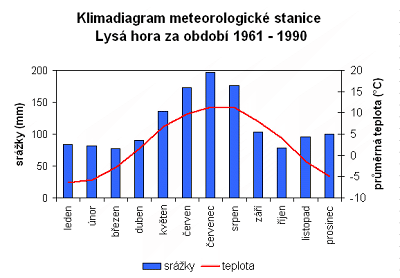 Klimadiagram meteorologické stanice
Lysá hora za období 1961 - 1990
srážky (mm)
200
150
100
50
0
20
15
10
5
0
-5
-10
průměrná teplota (°C)
leden
únor
březen
duben
květen
červen
červenec
srpen
září
říjen
listopad
prosinec
srážky
teplota